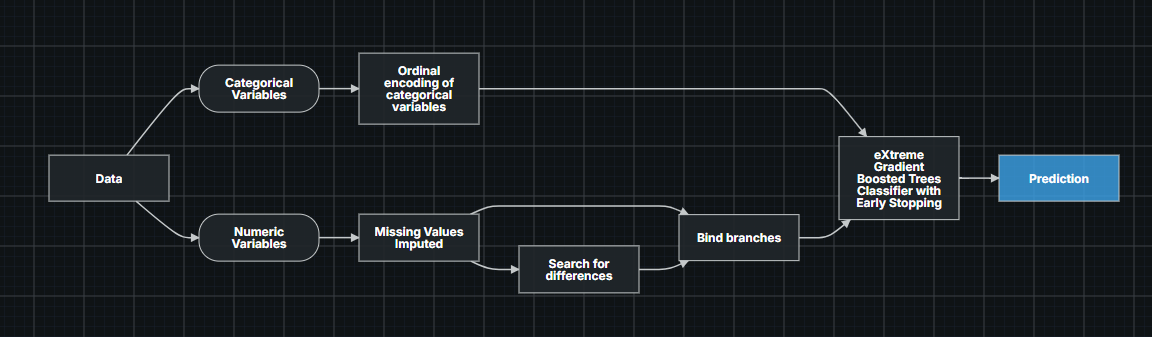 Categorical
Variables
Ordinal
encoding of
categorical
variables
Data
eXtreme
Gradient
Boosted Trees
Classifier with
Early Stopping
Prediction
Numeric
Variables
Missing Values
Imputed
Bind branches
Search for
differences